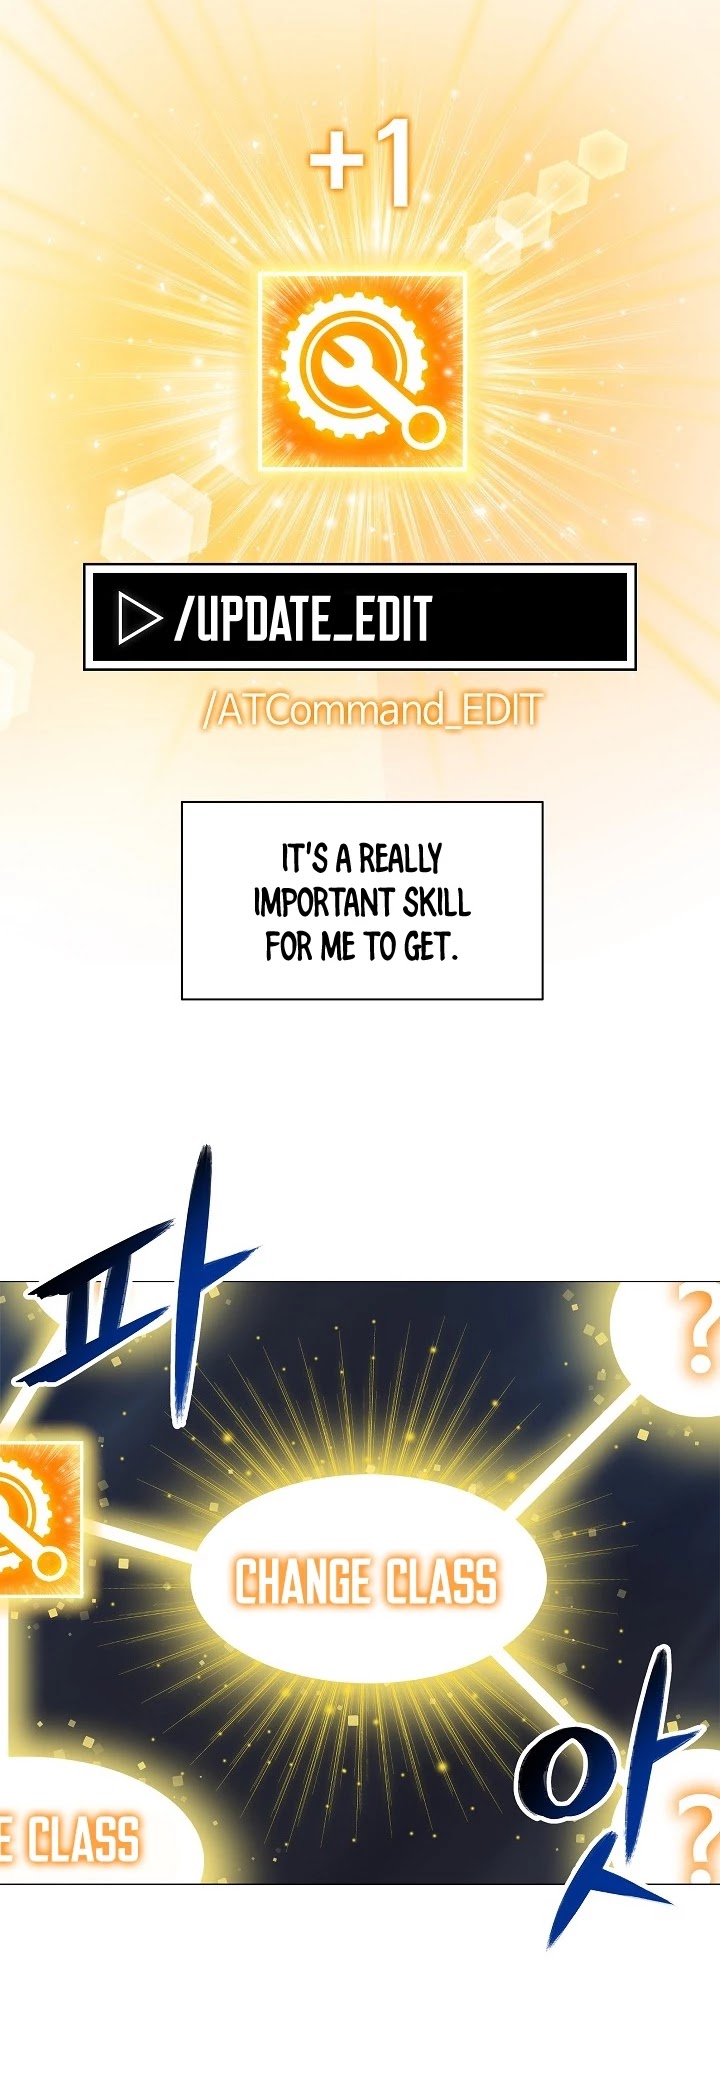 +1
/UPDATE_EDIT
/ATCommand_EDIT
IT'S A REALLY
IMPORTANT SKILL
FOR ME TO GET.
파
?
CHANGE CLASS
앗
?
E CLASS